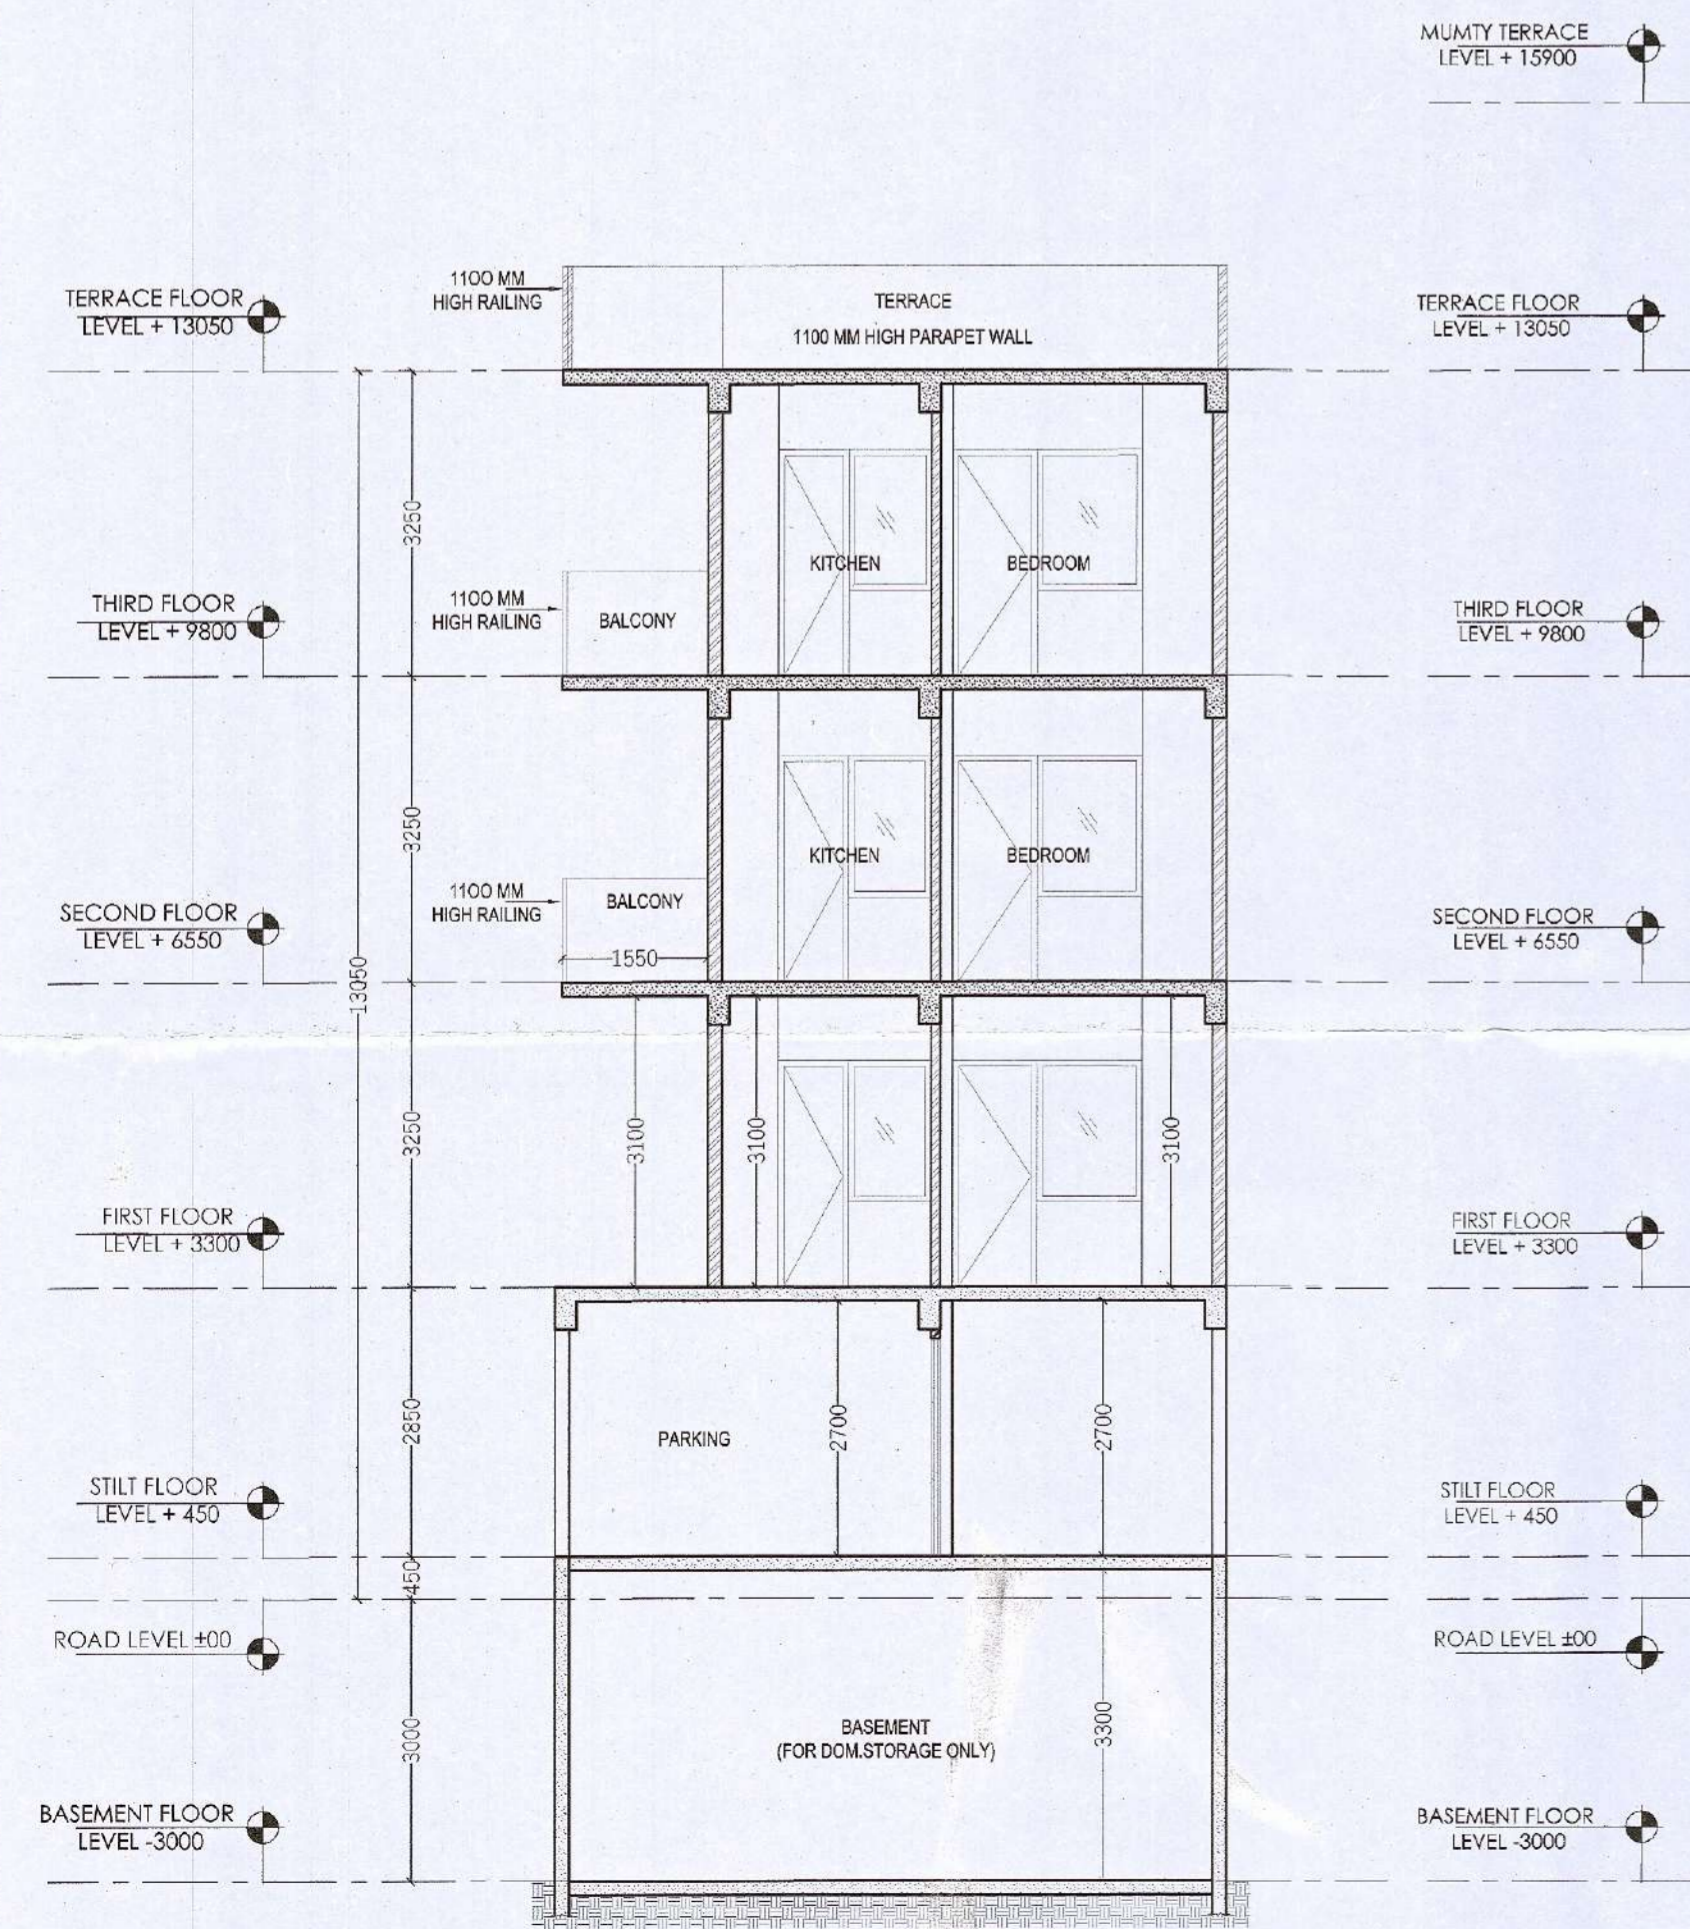 MUMTY TERRACE
LEVEL + 15900
TERRACE FLOOR
LEVEL + 13050
1100 MM
HIGH RAILING
TERRACE
1100 MM HIGH PARAPET WALL
TERRACE FLOOR
LEVEL + 13050
3250
KITCHEN
BEDROOM
THIRD FLOOR
LEVEL + 9800
1100 MM
HIGH RAILING
BALCONY
THIRD FLOOR
LEVEL + 9800
3250
KITCHEN
BEDROOM
SECOND FLOOR
LEVEL + 6550
1100 MM
HIGH RAILING
BALCONY
1550
SECOND FLOOR
LEVEL + 6550
13050
3250
3100
3100
3100
FIRST FLOOR
LEVEL + 3300
FIRST FLOOR
LEVEL + 3300
2850
PARKING
2700
2700
STILT FLOOR
LEVEL + 450
STILT FLOOR
LEVEL + 450
450
ROAD LEVEL ±00
ROAD LEVEL ±00
3000
BASEMENT
(FOR DOM.STORAGE ONLY)
3300
BASEMENT FLOOR
LEVEL -3000
BASEMENT FLOOR
LEVEL -3000